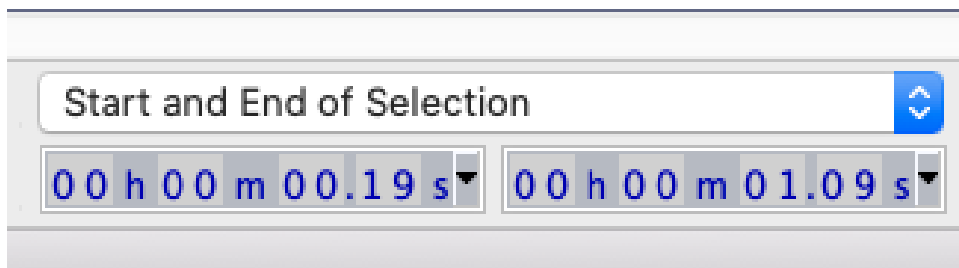 Start and End of Selection
00 h 00 m 00.19 s 00 h 00 m 01.09 s